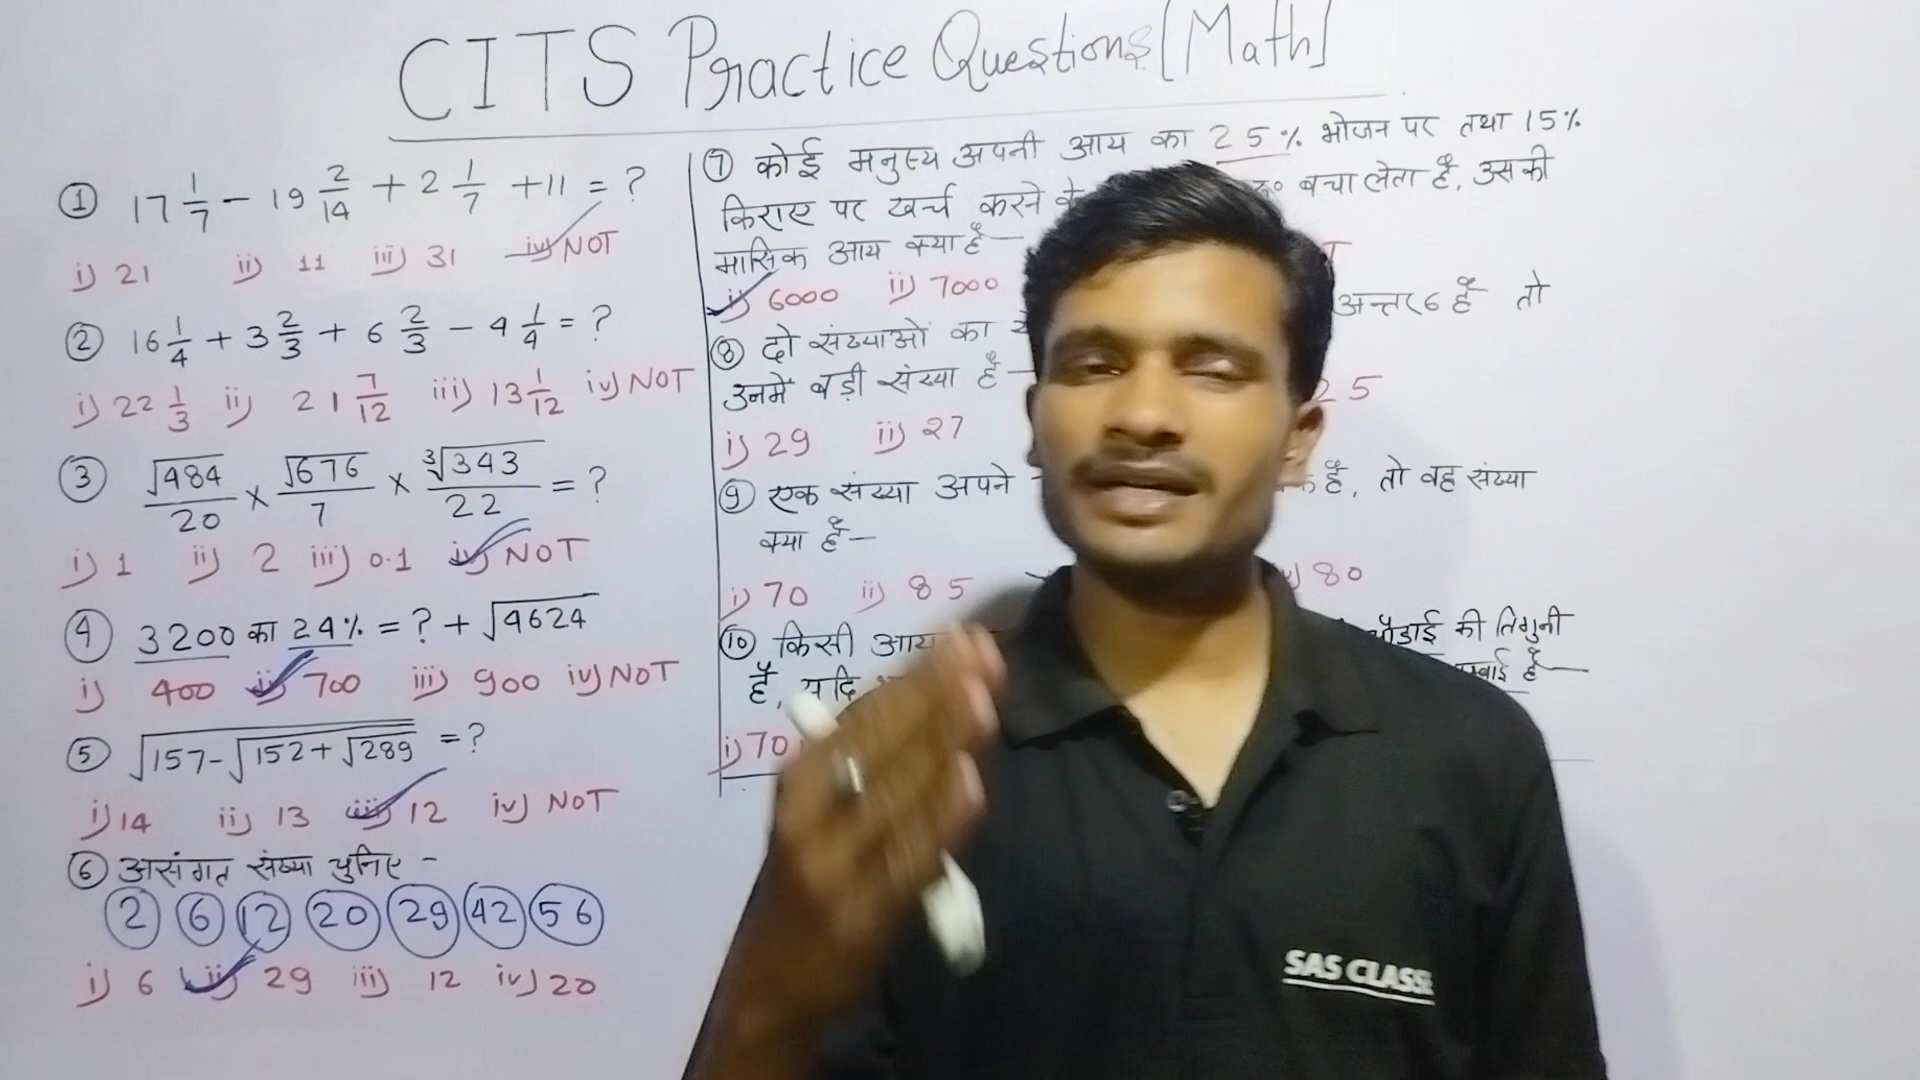 CITS Practice Questions [Math]
① 17 1/7 - 19 2/14 + 2 1/7 + 11 = ?
i) 21 ii) 11 iii) 31 iv) NOT
② 16 1/4 + 3 2/3 + 6 2/3 - 4 1/4 = ?
i) 22 1/3 ii) 21 7/12 iii) 13 1/12 iv) NOT
③ √484/20 × √676/7 × ∛343/22 = ?
i) 1 ii) 2 iii) 0.1 iv) NOT
④ 3200 का 24% = ? + √4624
i) 400 ii) 700 iii) 900 iv) NOT
⑤ √157-√152+√289 = ?
i) 14 ii) 13 iii) 12 iv) NOT
⑥ असंगत संख्या चुनिए -
2 6 12 20 29 42 56
i) 6 ii) 29 iii) 12 iv) 20
⑦ कोई मनुस्य अपनी आय का 25% भोजन पर तथा 15%
किराए पर खर्च करने बचा लेता है, उसकी
मासिक आय क्या है—
i) 6000 ii) 7000
⑧ दो संख्याओं का अन्तर 6 है तो
उनमें बड़ी संख्या है—
i) 29 ii) 27 25
⑨ एक संख्या अपने है, तो वह संख्या
क्या है—
i) 70 ii) 85 80
⑩ किसी चौड़ाई की तिगुनी
है, यदि है—
i) 70
SAS CLASSE